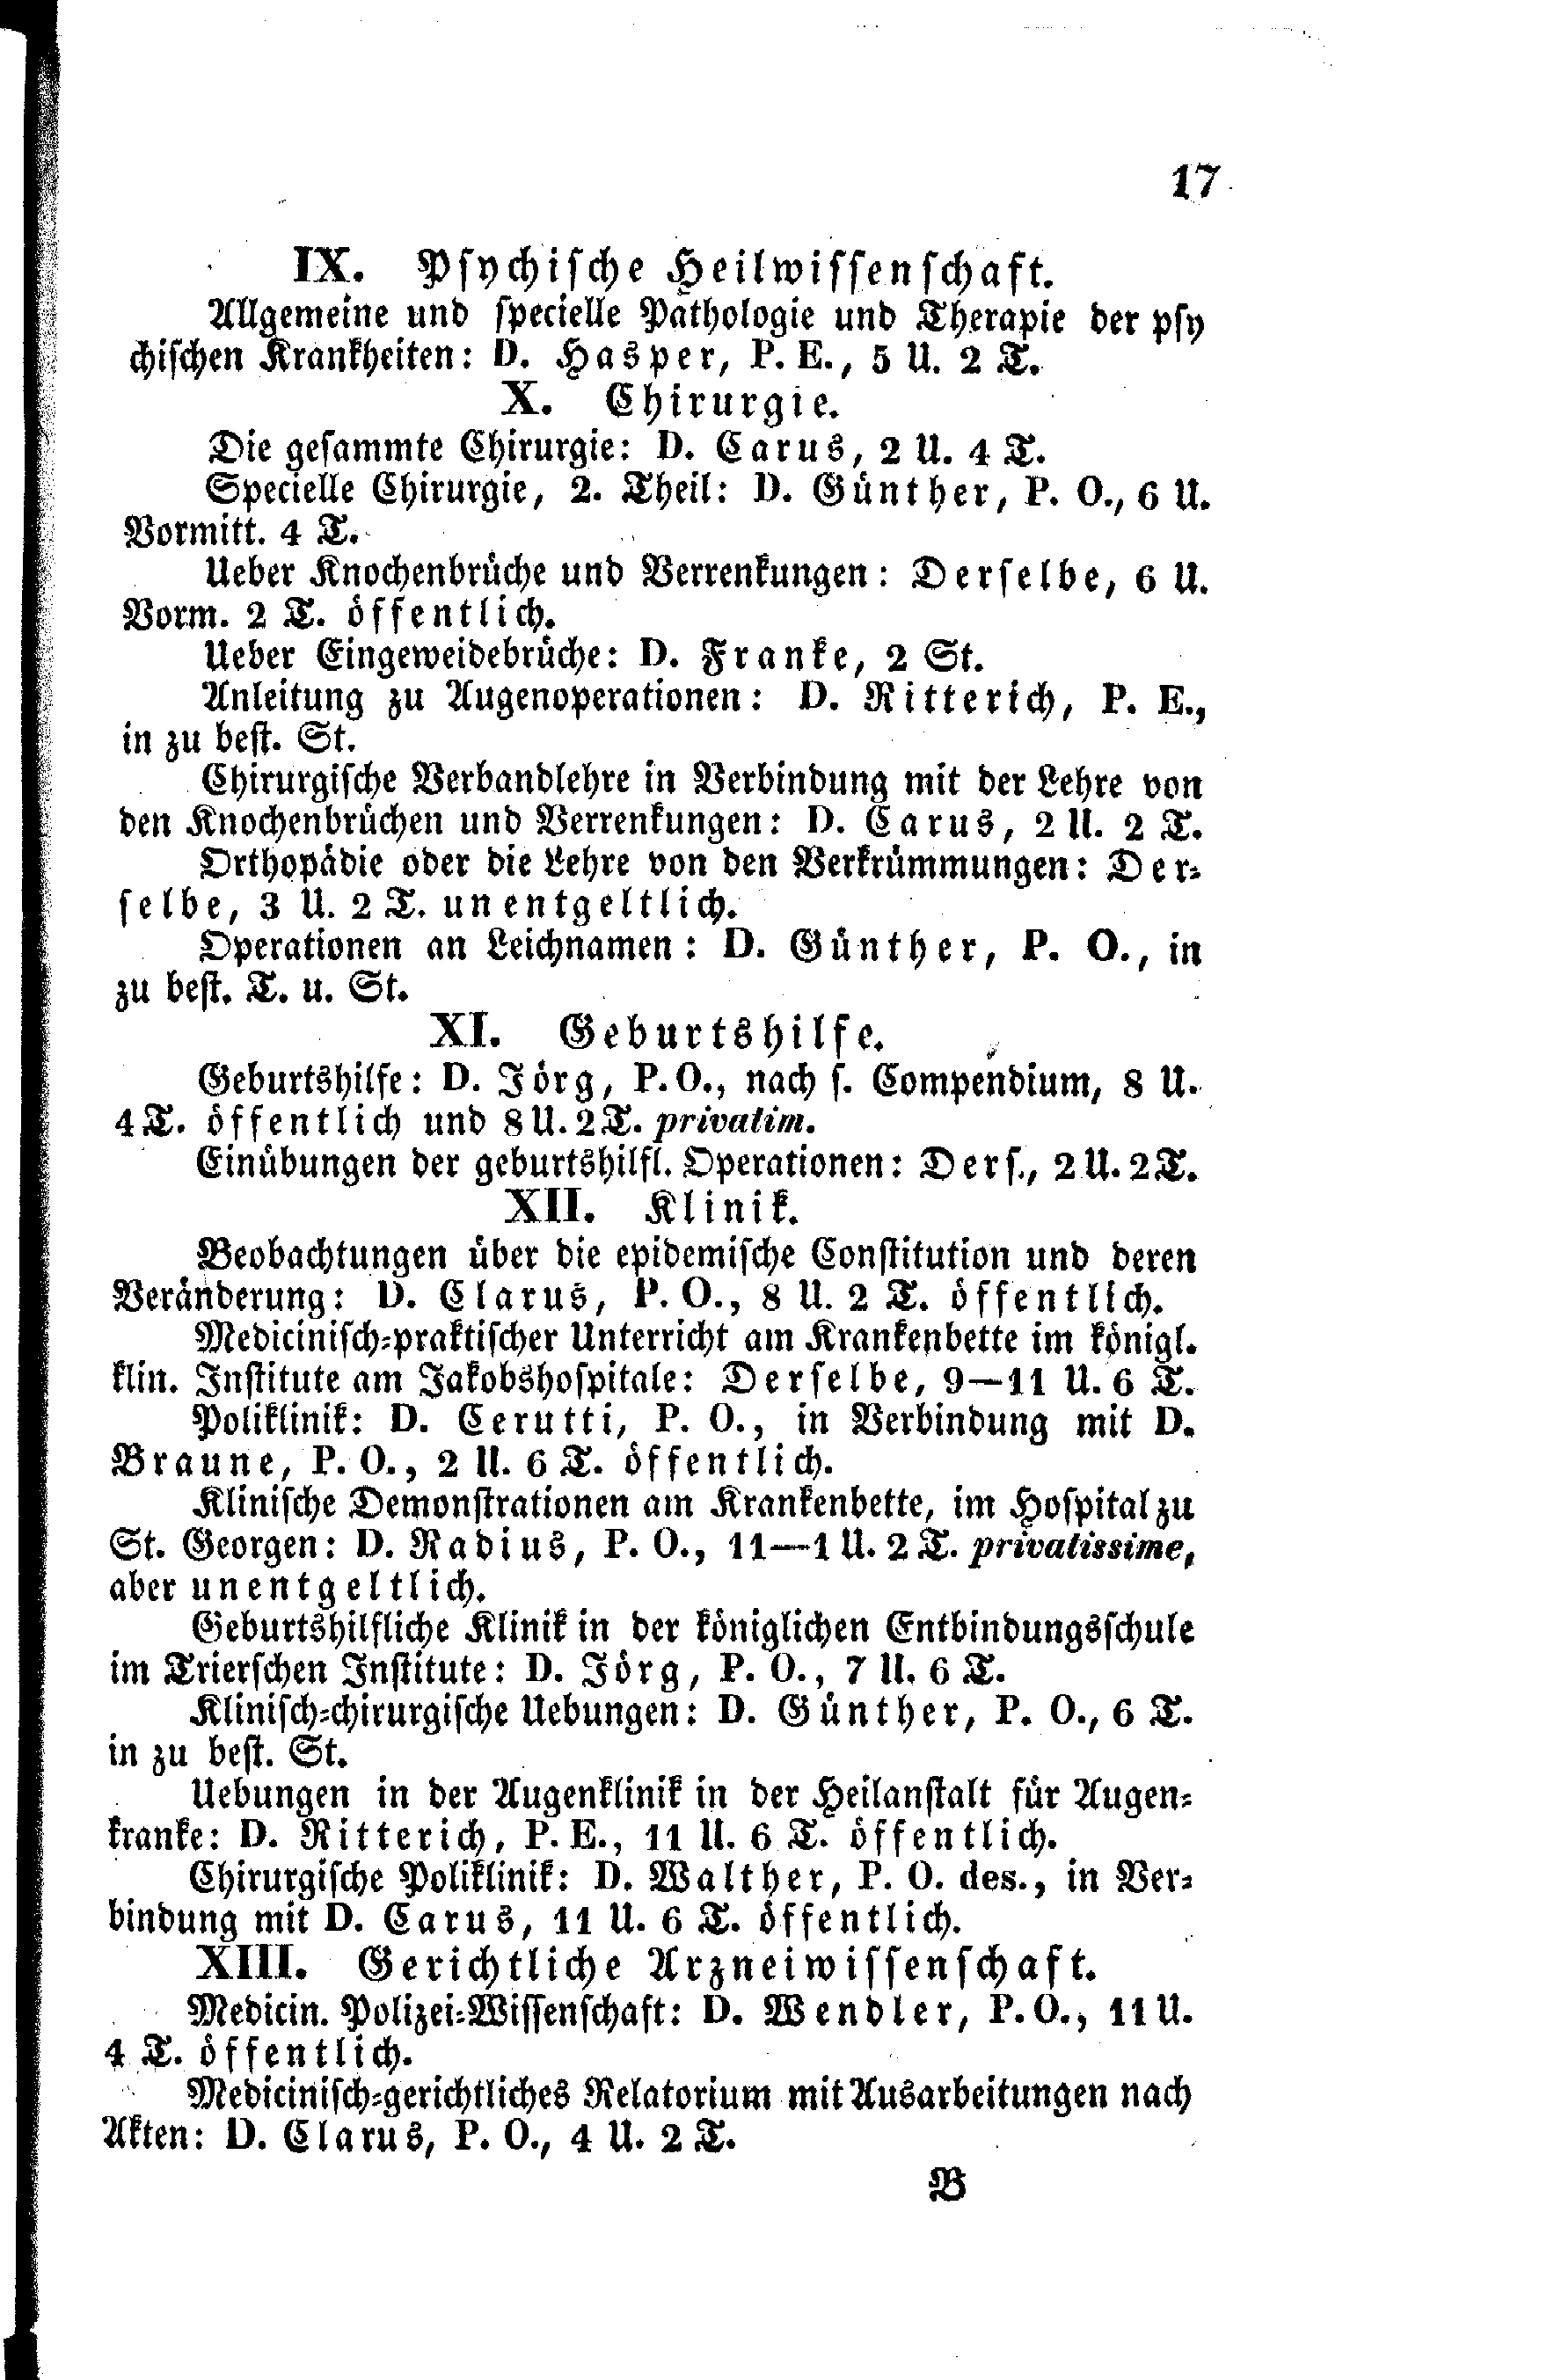 17
IX. Psychische Heilwissenschaft.
Allgemeine und specielle Pathologie und Therapie der psy
chischen Krankheiten: D. Hasper, P. E., 5 U. 2 T.
X. Chirurgie.
Die gesammte Chirurgie: D. Carus, 2 U. 4 T.
Specielle Chirurgie, 2. Theil: D. Günther, P. O., 6 U.
Vormitt. 4 T.
Ueber Knochenbrüche und Verrenkungen: Derselbe, 6 U.
Vorm. 2 T. öffentlich.
Ueber Eingeweidebrüche: D. Franke, 2 St.
Anleitung zu Augenoperationen: D. Ritterich, P. E.,
in zu best. St.
Chirurgische Verbandlehre in Verbindung mit der Lehre von
den Knochenbrüchen und Verrenkungen: D. Carus, 2 U. 2 T.
Orthopädie oder die Lehre von den Verkrümmungen: Der-
selbe, 3 U. 2 T. unentgeltlich.
Operationen an Leichnamen: D. Günther, P. O., in
zu best. T. u. St.
XI. Geburtshilfe.
Geburtshilfe: D. Jörg, P. O., nach s. Compendium, 8 U.
4 T. öffentlich und 8 U. 2 T. privatim.
Einübungen der geburtshilfl. Operationen: Ders., 2 U. 2 T.
XII. Klinik.
Beobachtungen über die epidemische Constitution und deren
Veränderung: D. Clarus, P. O., 8 U. 2 T. öffentlich.
Medicinisch-praktischer Unterricht am Krankenbette im königl.
klin. Institute am Jakobshospitale: Derselbe, 9—11 U. 6 T.
Poliklinik: D. Cerutti, P. O., in Verbindung mit D.
Braune, P. O., 2 U. 6 T. öffentlich.
Klinische Demonstrationen am Krankenbette, im Hospital zu
St. Georgen: D. Radius, P. O., 11—1 U. 2 T. privatissime,
aber unentgeltlich.
Geburtshilfliche Klinik in der königlichen Entbindungsschule
im Trierschen Institute: D. Jörg, P. O., 7 U. 6 T.
Klinisch-chirurgische Uebungen: D. Günther, P. O., 6 T.
in zu best. St.
Uebungen in der Augenklinik in der Heilanstalt für Augen-
kranke: D. Ritterich, P. E., 11 U. 6 T. öffentlich.
Chirurgische Poliklinik: D. Walther, P. O. des., in Ver-
bindung mit D. Carus, 11 U. 6 T. öffentlich.
XIII. Gerichtliche Arzneiwissenschaft.
Medicin. Polizei-Wissenschaft: D. Wendler, P. O., 11 U.
4 T. öffentlich.
Medicinisch-gerichtliches Relatorium mit Ausarbeitungen nach
Akten: D. Clarus, P. O., 4 U. 2 T.
B